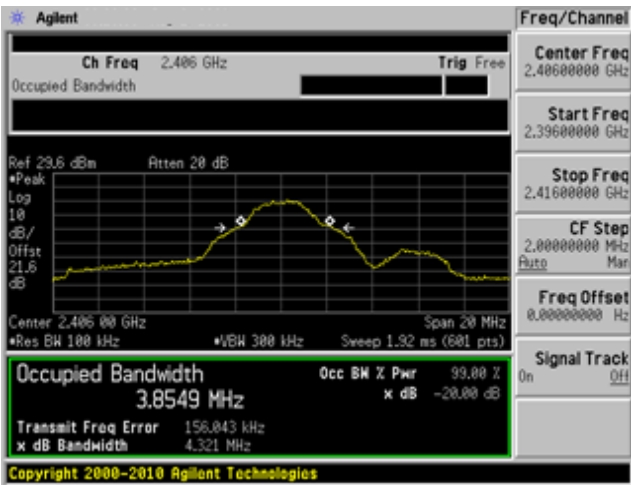 Agilent
Freq/Channel
Ch Freq 2.406 GHz Trig Free
Occupied Bandwidth
Center Freq
2.40600000 GHz
Start Freq
2.39600000 GHz
Stop Freq
2.41600000 GHz
CF Step
2.00000000 MHz
Auto Man
Freq Offset
0.00000000 Hz
Signal Track
On Off
Ref 29.6 dBm Atten 20 dB
#Peak
Log
10
dB/
Offst
21.6
dB
Center 2.406 00 GHz Span 20 MHz
#Res BW 100 kHz #VBW 300 kHz Sweep 1.92 ms (601 pts)
Occupied Bandwidth Occ BW % Pwr 99.00 %
3.8549 MHz x dB -20.00 dB
Transmit Freq Error 156.043 kHz
x dB Bandwidth 4.321 MHz
Copyright 2000-2010 Agilent Technologies